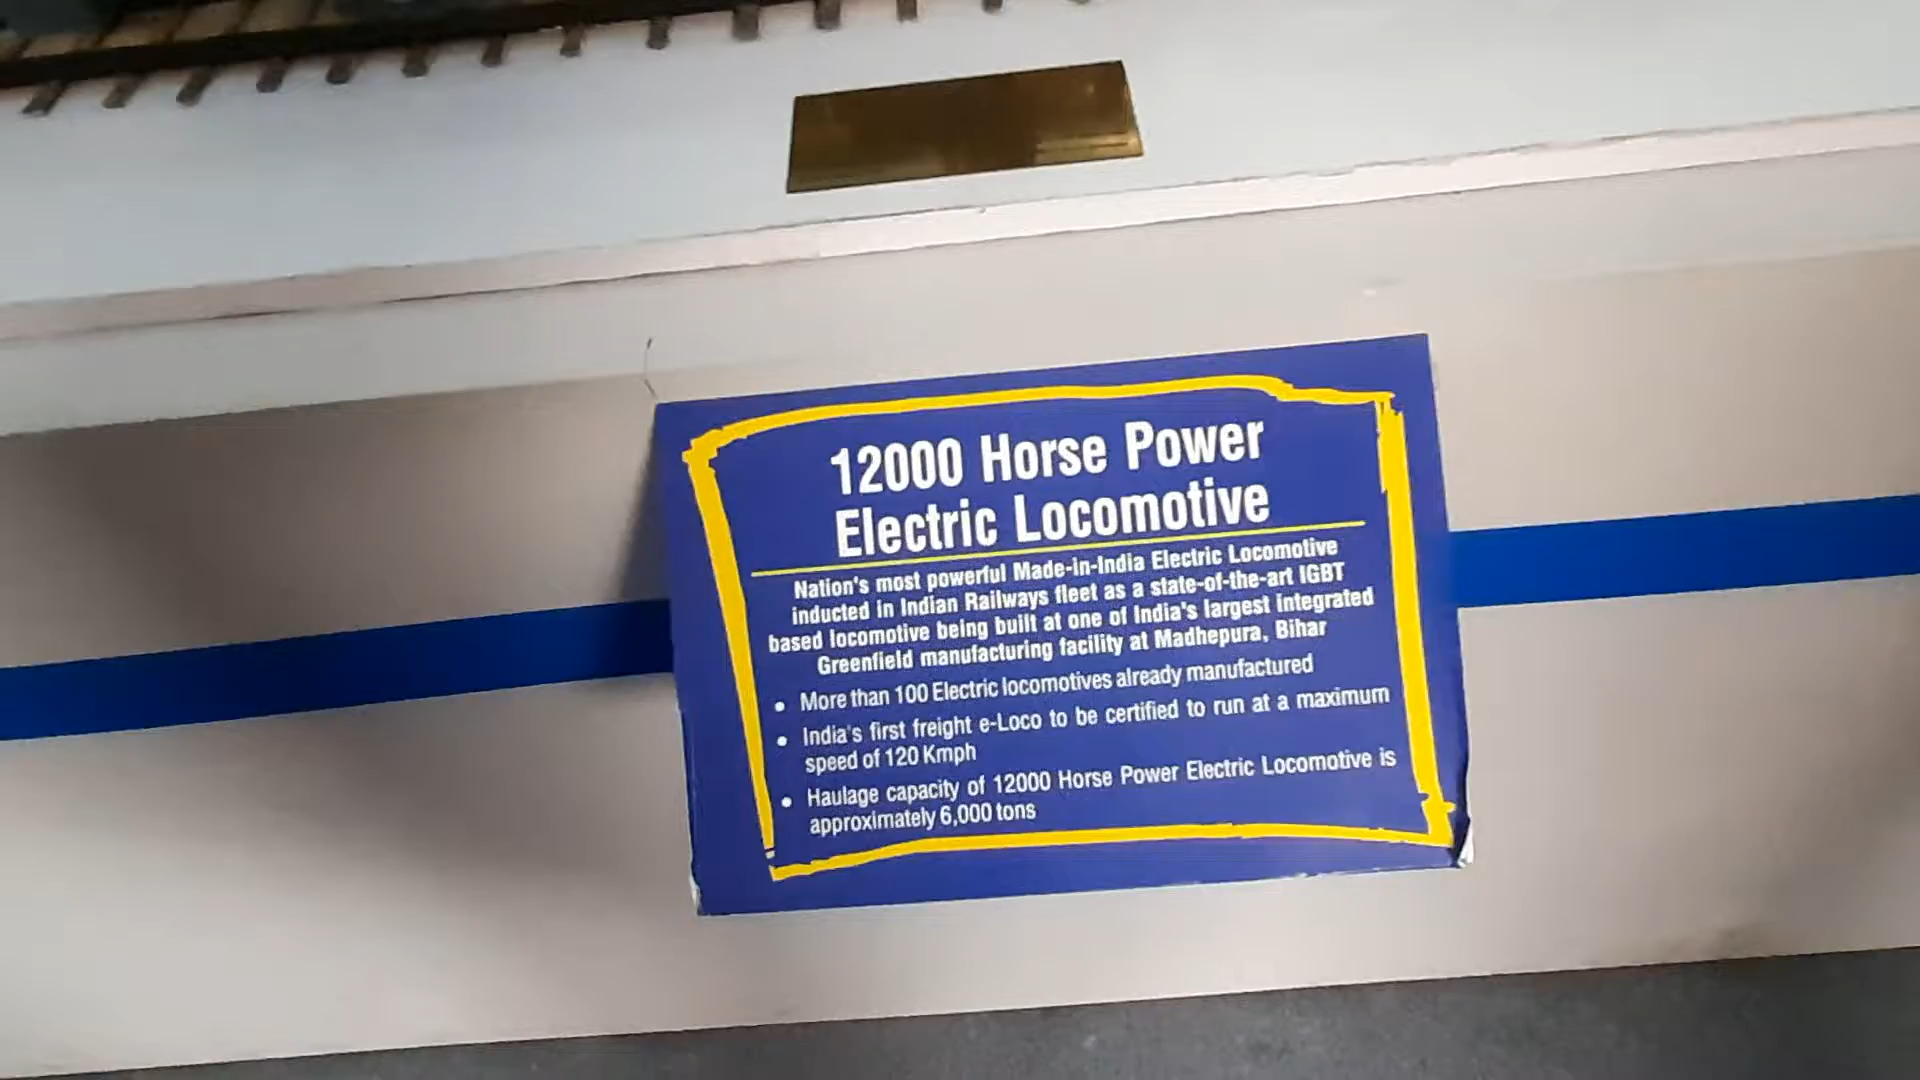 12000 Horse Power
Electric Locomotive
Nation's most powerful Made-in-India Electric Locomotive
inducted in Indian Railways fleet as a state-of-the-art IGBT
based locomotive being built at one of India's largest integrated
Greenfield manufacturing facility at Madhepura, Bihar
• More than 100 Electric locomotives already manufactured
• India's first freight e-Loco to be certified to run at a maximum
speed of 120 Kmph
• Haulage capacity of 12000 Horse Power Electric Locomotive is
approximately 6,000 tons